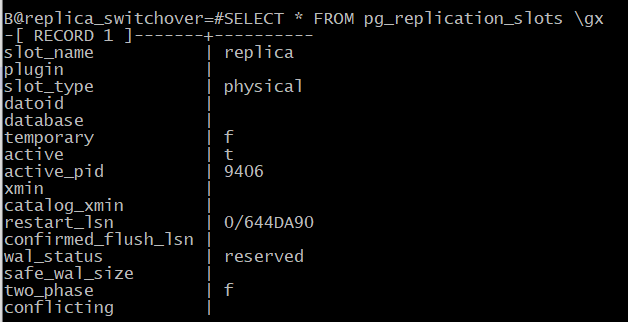 B@replica_switchover=#SELECT * FROM pg_replication_slots \gx
-[ RECORD 1 ]-------+----------
slot_name           | replica
plugin              |
slot_type           | physical
datoid              |
database            |
temporary           | f
active              | t
active_pid          | 9406
xmin                |
catalog_xmin        |
restart_lsn         | 0/644DA90
confirmed_flush_lsn |
wal_status          | reserved
safe_wal_size       |
two_phase           | f
conflicting         |